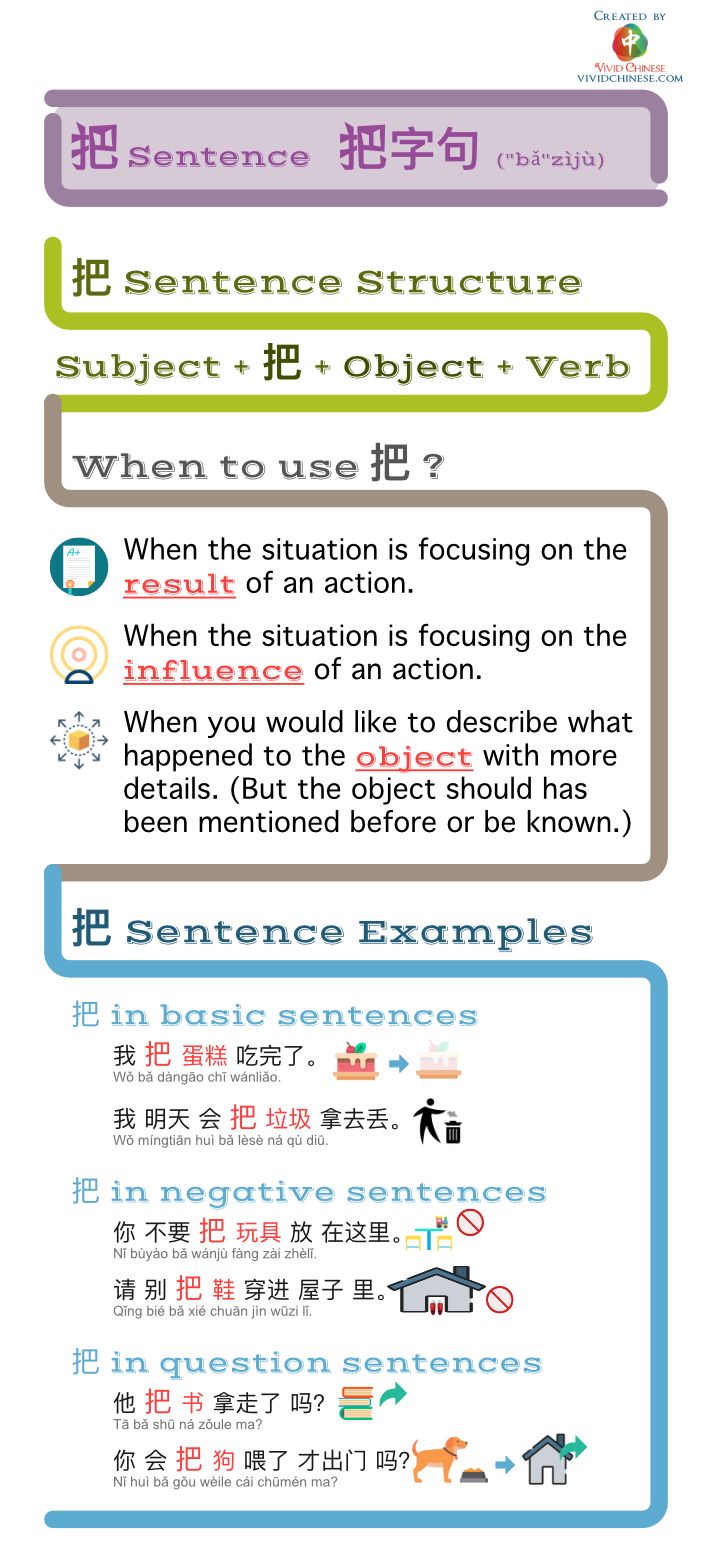 CREATED BY
中
VIVID CHINESE
VIVIDCHINESE.COM
把 Sentence 把字句 ("bǎ"zìjù)
把 Sentence Structure
Subject + 把 + Object + Verb
When to use 把 ?
A+
When the situation is focusing on the
result of an action.
When the situation is focusing on the
influence of an action.
When you would like to describe what
happened to the object with more
details. (But the object should has
been mentioned before or be known.)
把 Sentence Examples
把 in basic sentences
我 把 蛋糕 吃完了。
Wǒ bǎ dàngāo chī wánliǎo.
我 明天 会 把 垃圾 拿去丢。
Wǒ míngtiān huì bǎ lèsè ná qù diū.
把 in negative sentences
你 不要 把 玩具 放 在这里。
Nǐ bùyào bǎ wánjù fàng zài zhèlǐ.
请 别 把 鞋 穿进 屋子 里。
Qǐng bié bǎ xié chuān jìn wūzi lǐ.
把 in question sentences
他 把 书 拿走了 吗?
Tā bǎ shū ná zǒule ma?
你 会 把 狗 喂了 才出门 吗?
Nǐ huì bǎ gǒu wèile cái chūmén ma?